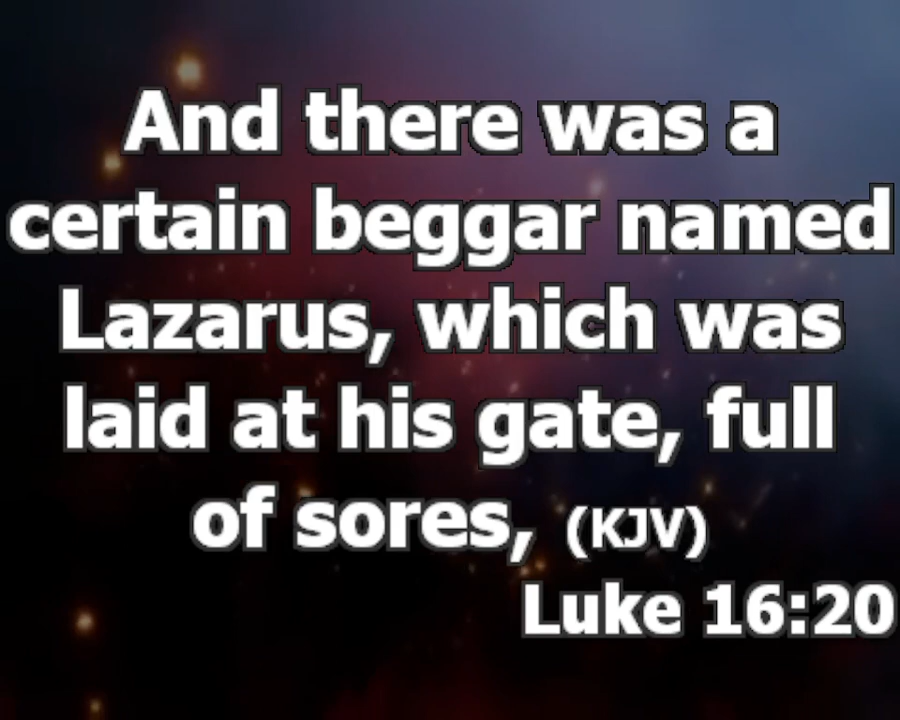 And there was a
certain beggar named
Lazarus, which was
laid at his gate, full
of sores, (KJV)
Luke 16:20